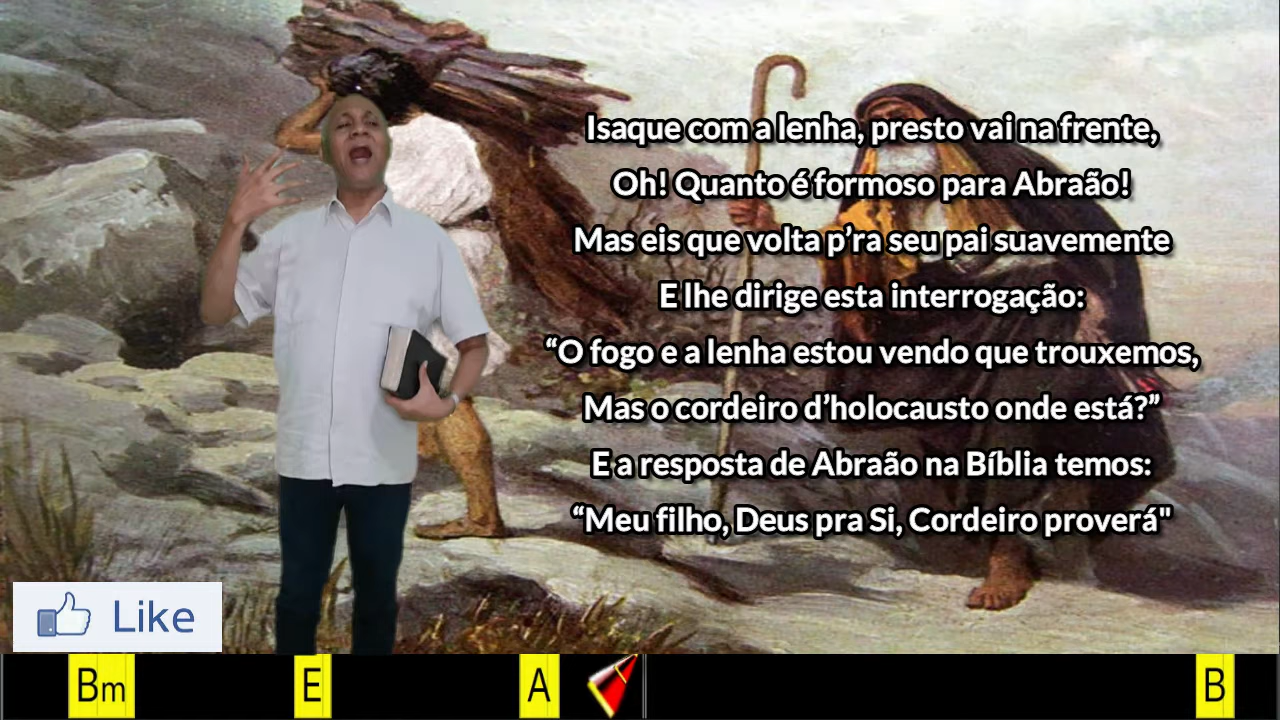 Isaque com a lenha, presto vai na frente,
Oh! Quanto é formoso para Abraão!
Mas eis que volta p’ra seu pai suavemente
E lhe dirige esta interrogação:
“O fogo e a lenha estou vendo que trouxemos,
Mas o cordeiro d’holocausto onde está?”
E a resposta de Abraão na Bíblia temos:
“Meu filho, Deus pra Si, Cordeiro proverá"
Like
Bm E A B